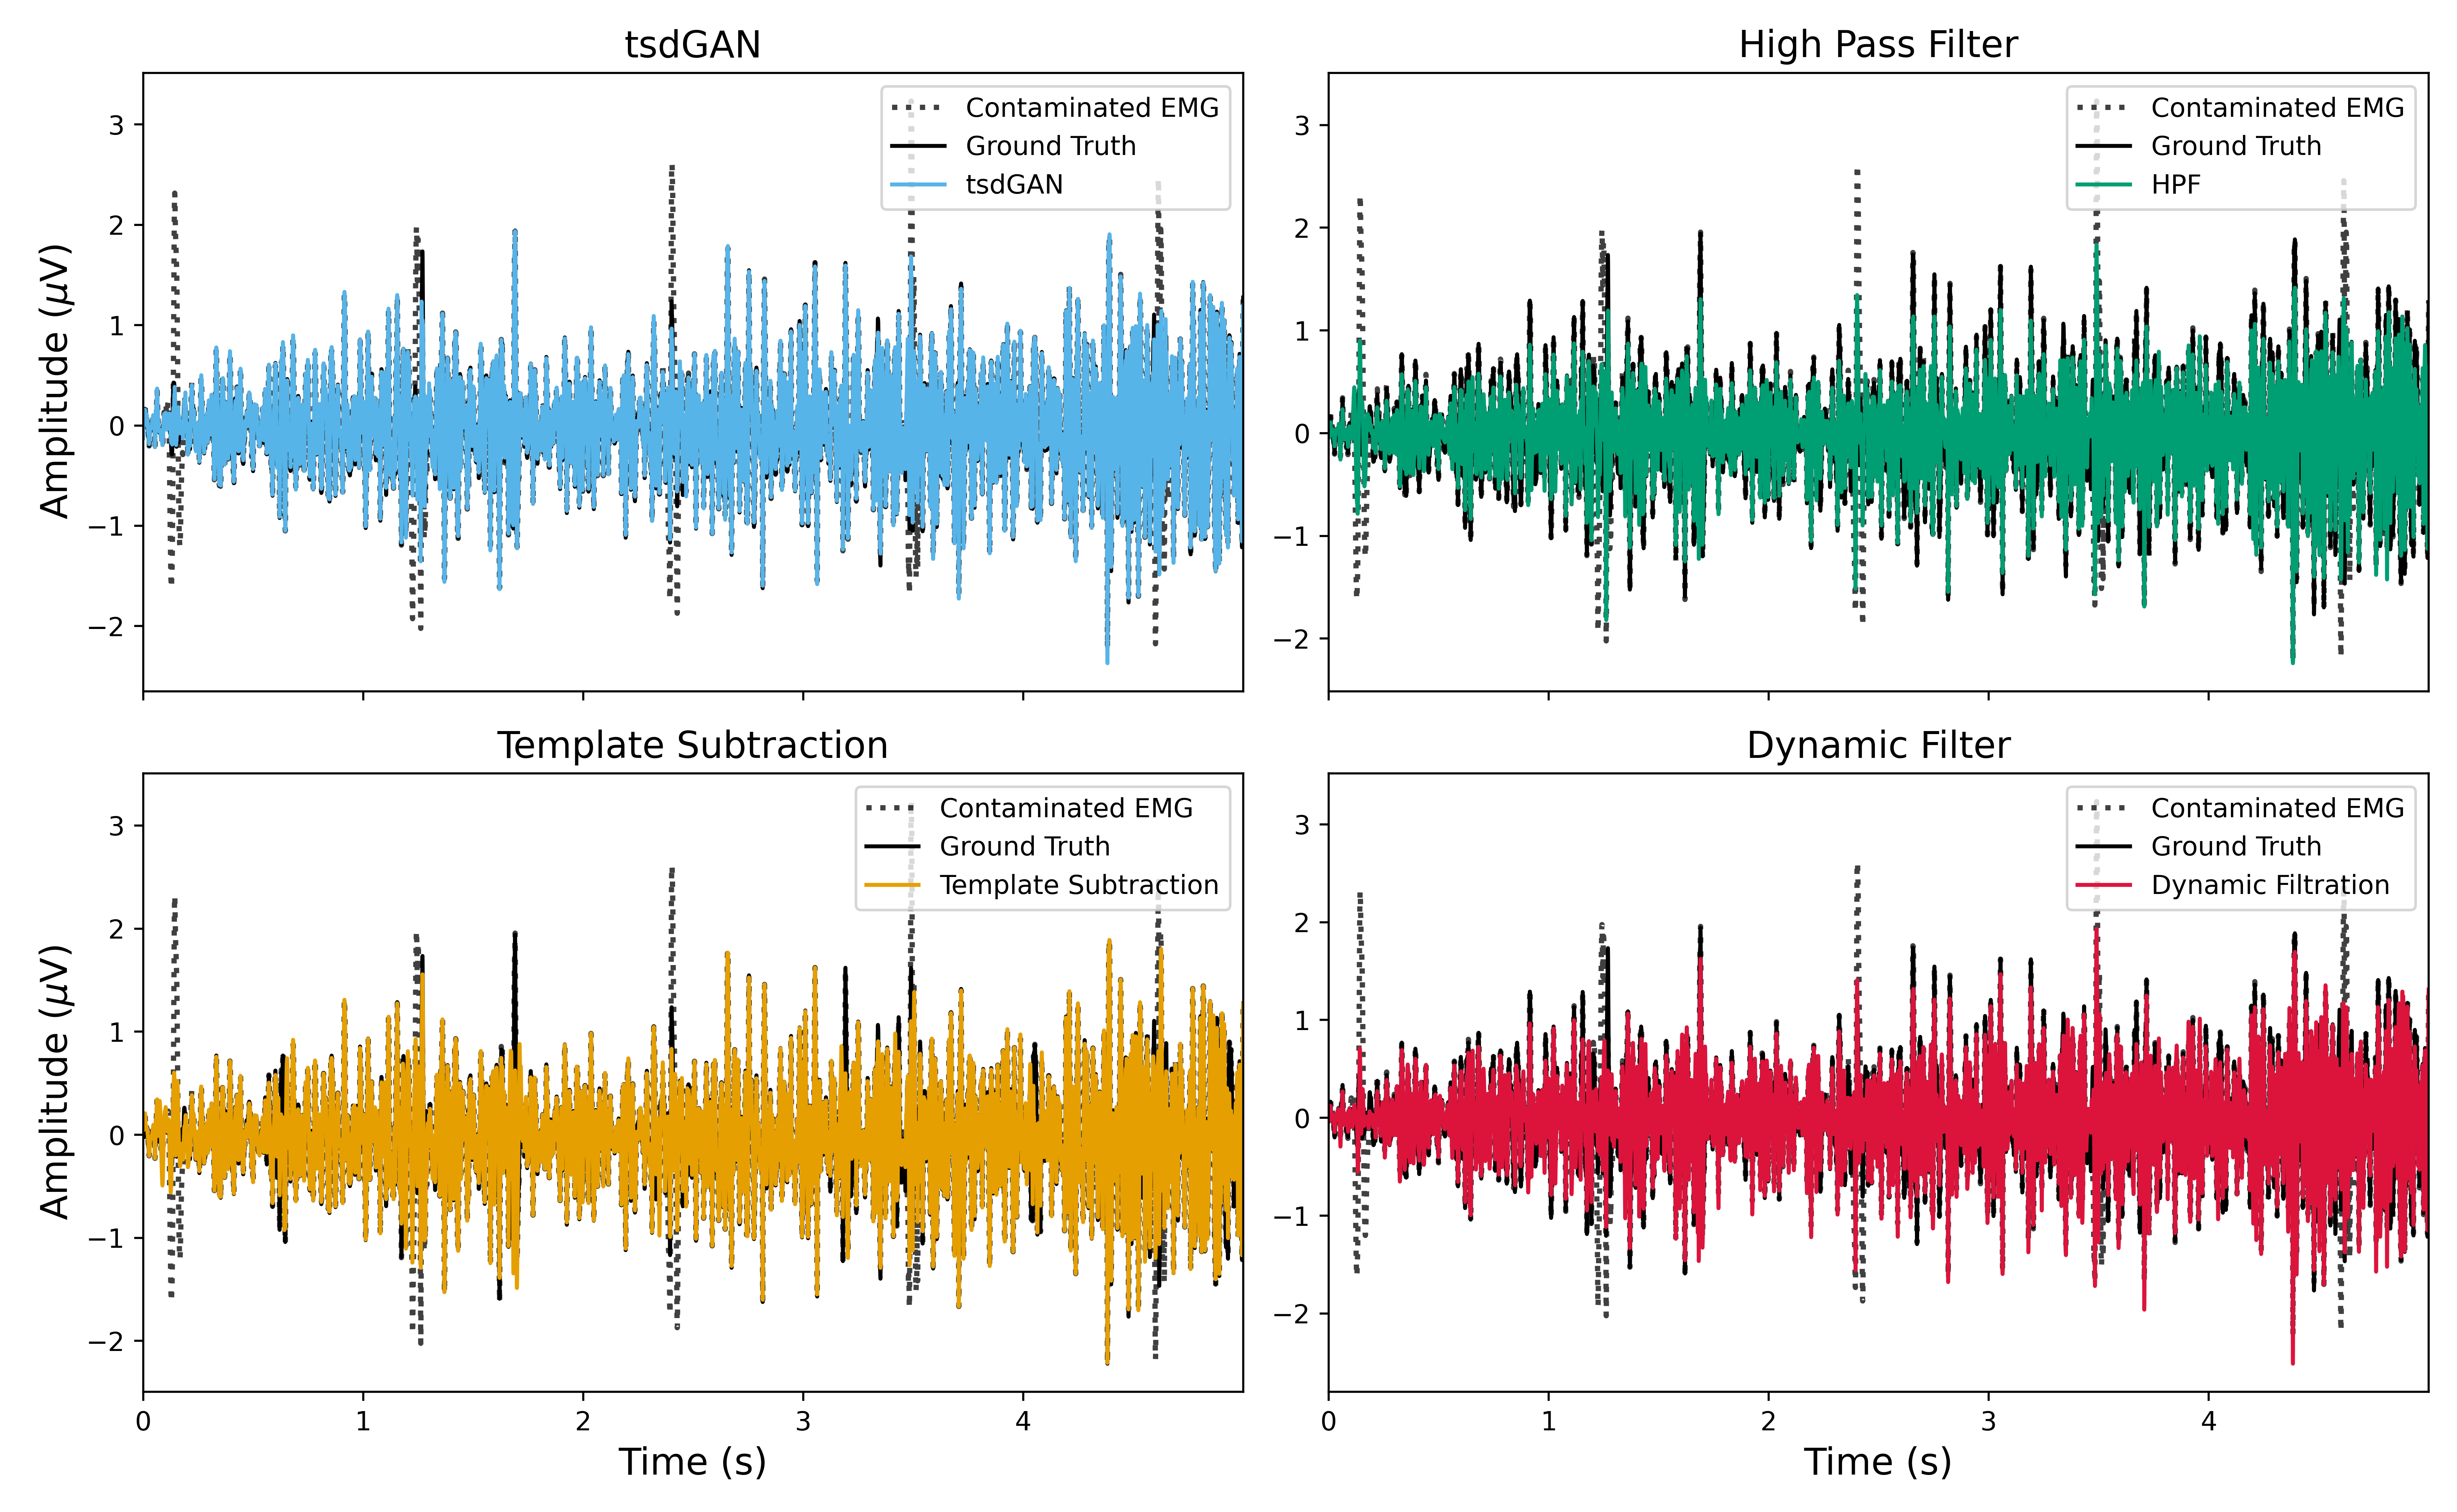 tsdGAN
Contaminated EMG
Ground Truth
tsdGAN
Amplitude (μV)
3
2
1
0
−1
−2
High Pass Filter
Contaminated EMG
Ground Truth
HPF
3
2
1
0
−1
−2
Template Subtraction
Contaminated EMG
Ground Truth
Template Subtraction
Amplitude (μV)
3
2
1
0
−1
−2
0 1 2 3 4
Time (s)
Dynamic Filter
Contaminated EMG
Ground Truth
Dynamic Filtration
3
2
1
0
−1
−2
0 1 2 3 4
Time (s)